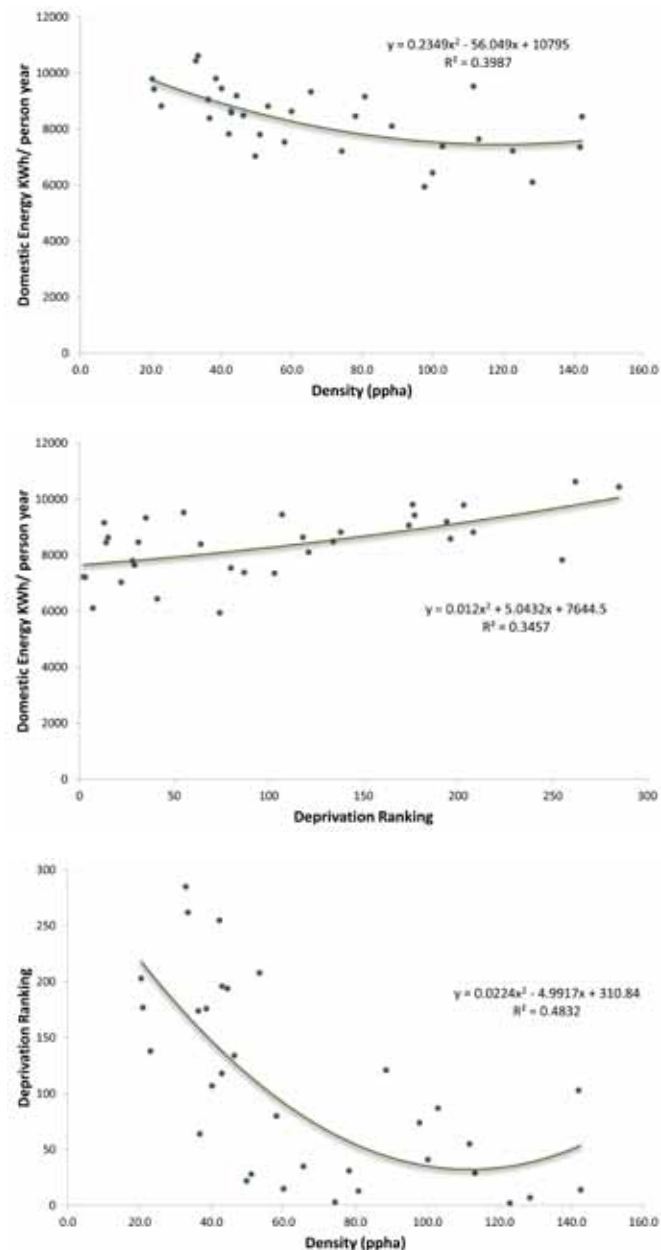 12000
y = 0.2349x² - 56.049x + 10795
R² = 0.3987
10000
8000
6000
4000
2000
0
Domestic Energy KWh/ person year
0.0 20.0 40.0 60.0 80.0 100.0 120.0 140.0 160.0
Density (ppha)
12000
10000
8000
6000
4000
2000
0
Domestic Energy KWh/ person year
y = 0.012x² + 5.0432x + 7644.5
R² = 0.3457
0 50 100 150 200 250 300
Deprivation Ranking
300
250
200
150
100
50
0
Deprivation Ranking
y = 0.0224x² - 4.9917x + 310.84
R² = 0.4832
0.0 20.0 40.0 60.0 80.0 100.0 120.0 140.0 160.0
Density (ppha)